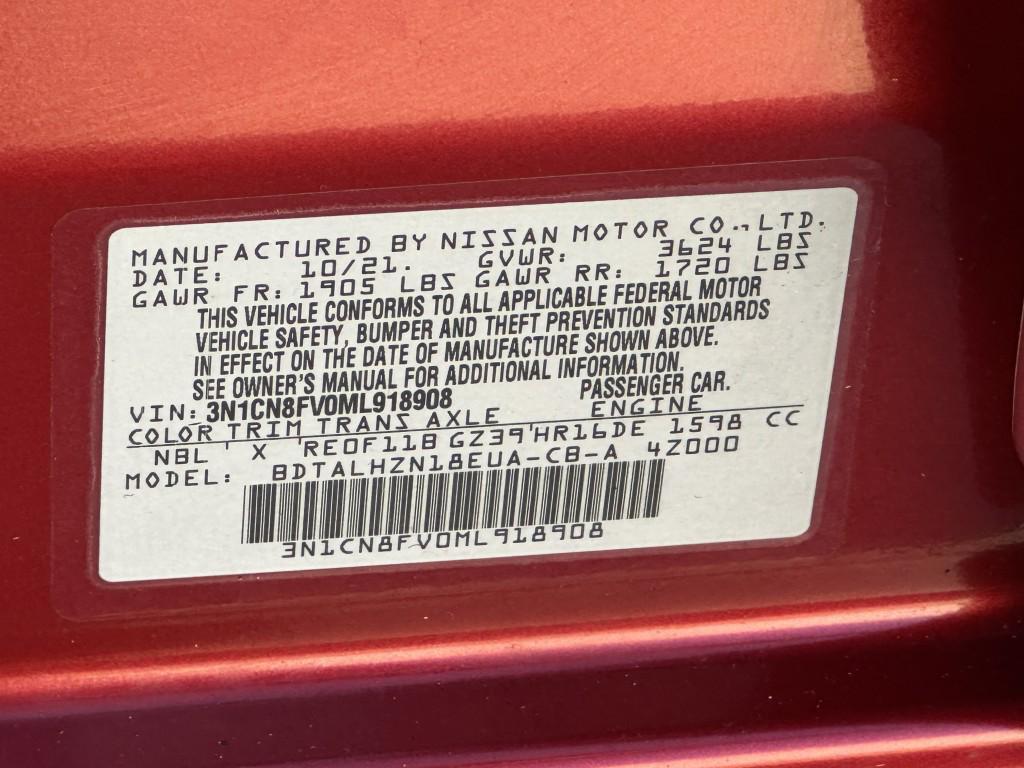 MANUFACTURED BY NISSAN MOTOR CO., LTD.
DATE: 10/21. GVWR: 3624 LBS
GAWR FR: 1905 LBS GAWR RR: 1720 LBS
THIS VEHICLE CONFORMS TO ALL APPLICABLE FEDERAL MOTOR
VEHICLE SAFETY, BUMPER AND THEFT PREVENTION STANDARDS
IN EFFECT ON THE DATE OF MANUFACTURE SHOWN ABOVE.
SEE OWNER'S MANUAL FOR ADDITIONAL INFORMATION.
VIN: 3N1CN8FV0ML918908 PASSENGER CAR.
COLOR TRIM TRANS AXLE ENGINE
NBL X RE0F11B GZ39 HR16DE 1598 CC
MODEL: BDTALHZN18EUA-CB-A 4Z000
3N1CN8FV0ML918908